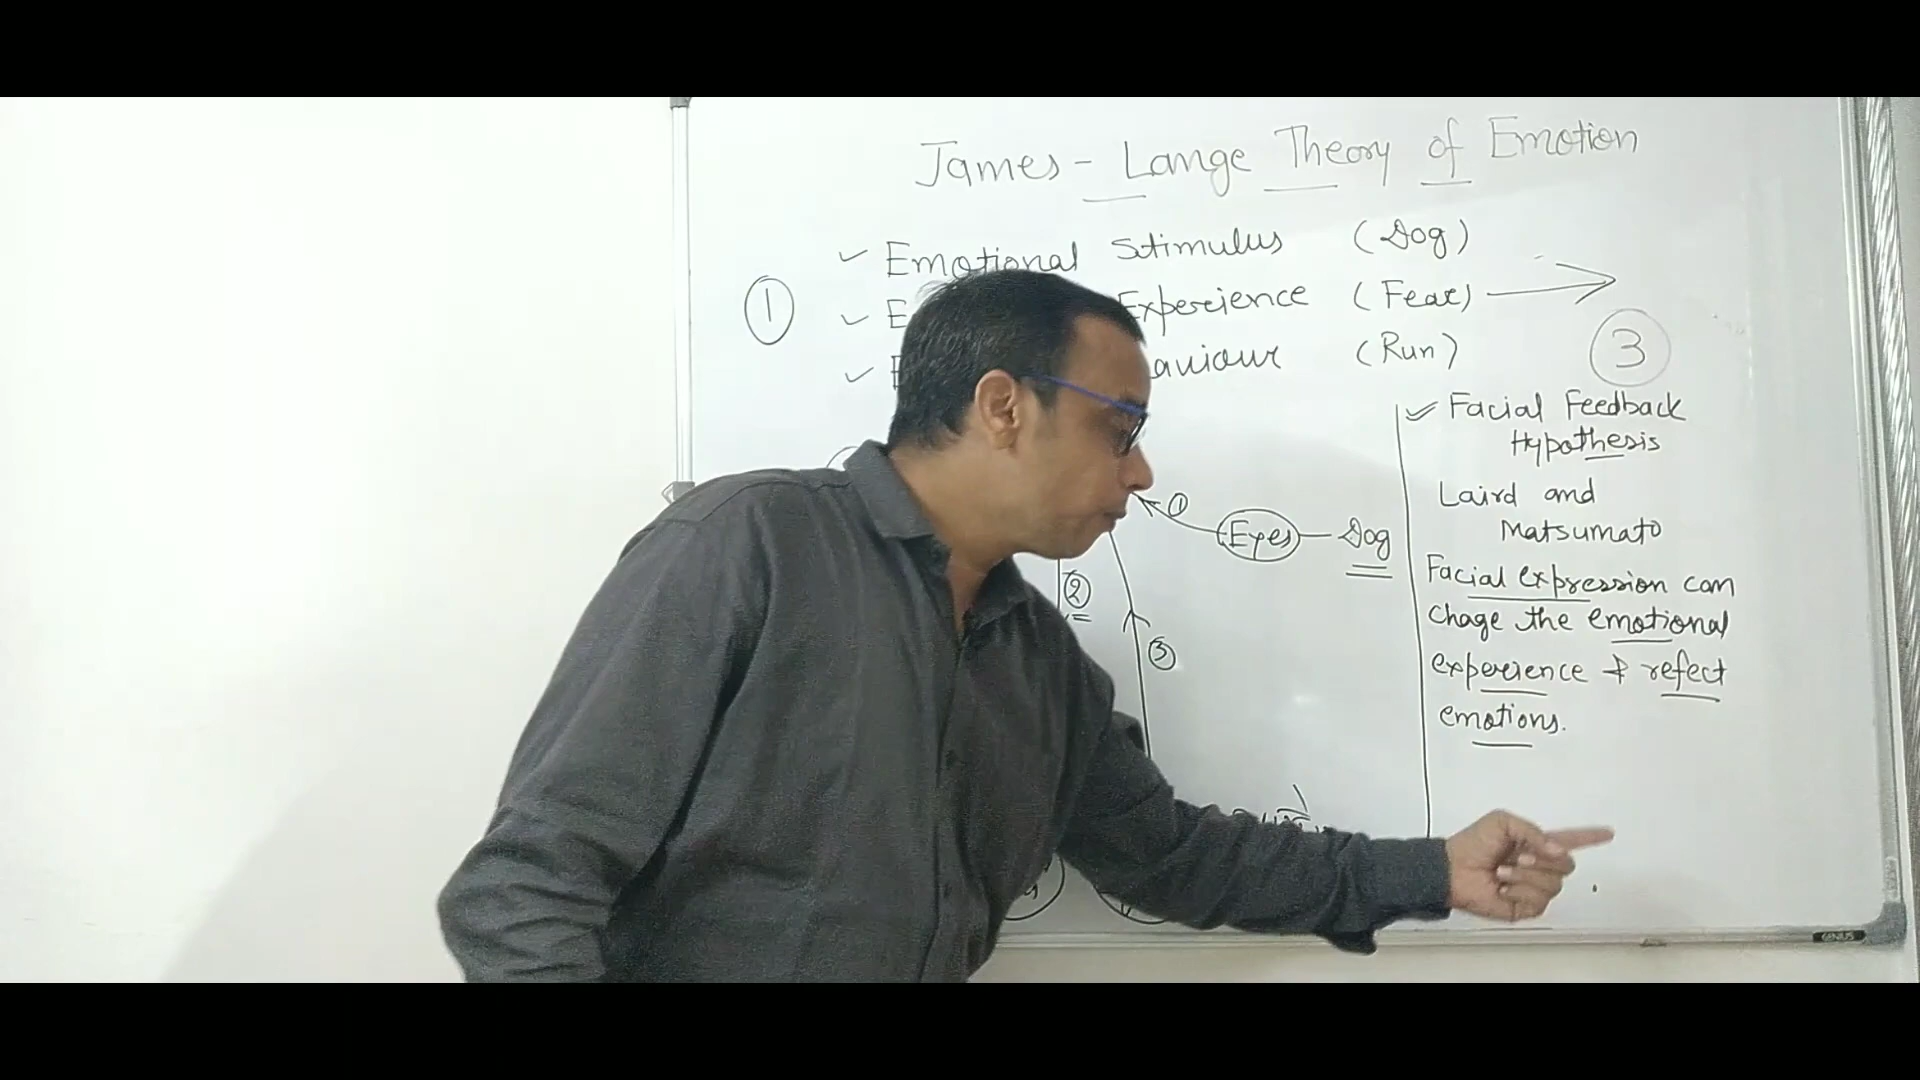 James - Lange Theory of Emotion
✓ Emotional Stimulus (Dog)
① ✓ E Experience (Fear) →
✓ aviour (Run)
③
✓ Facial Feedback
Hypothesis
Laird and
Matsumato
Facial expression can
chage the emotional
experience & refect
emotions.
① Eyes - Dog
②
③
GENIUS